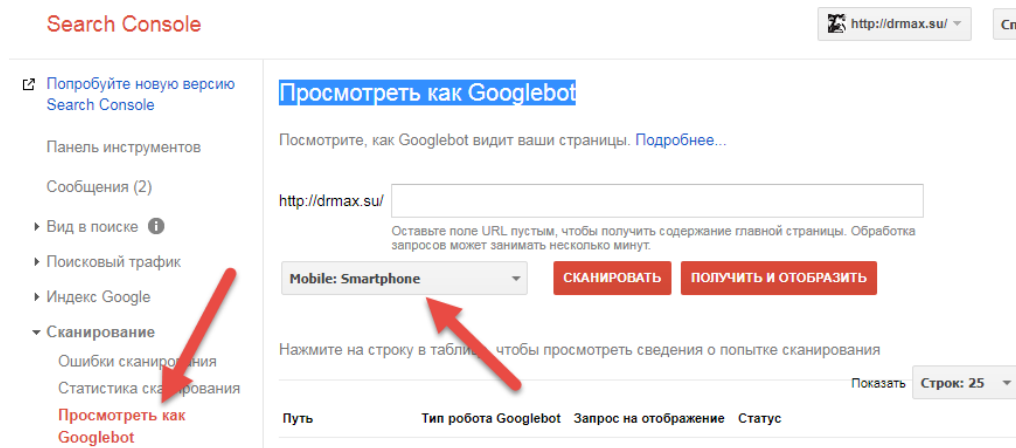 Search Console
http://drmax.su/
Попробуйте новую версию
Search Console
Панель инструментов
Сообщения (2)
Вид в поиске
Поисковый трафик
Индекс Google
Сканирование
Ошибки сканирования
Статистика сканирования
Просмотреть как
Googlebot
Просмотреть как Googlebot
Посмотрите, как Googlebot видит ваши страницы. Подробнее...
http://drmax.su/
Оставьте поле URL пустым, чтобы получить содержание главной страницы. Обработка
запросов может занимать несколько минут.
Mobile: Smartphone
СКАНИРОВАТЬ
ПОЛУЧИТЬ И ОТОБРАЗИТЬ
Нажмите на строку в таблице, чтобы просмотреть сведения о попытке сканирования
Показать Строк: 25
Путь Тип робота Googlebot Запрос на отображение Статус